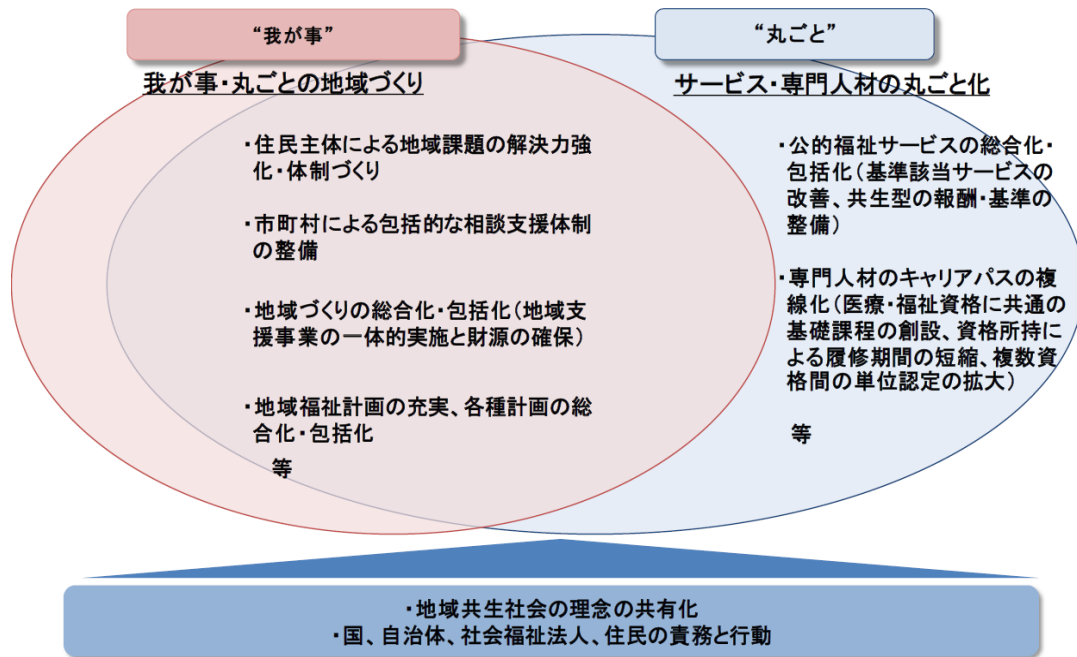 “我が事”
我が事・丸ごとの地域づくり
・住民主体による地域課題の解決力強
化・体制づくり
・市町村による包括的な相談支援体制
の整備
・地域づくりの総合化・包括化(地域支
援事業の一体的実施と財源の確保)
・地域福祉計画の充実、各種計画の総
合化・包括化
等
“丸ごと”
サービス・専門人材の丸ごと化
・公的福祉サービスの総合化・
包括化(基準該当サービスの
改善、共生型の報酬・基準の
整備)
・専門人材のキャリアパスの複
線化(医療・福祉資格に共通の
基礎課程の創設、資格所持に
よる履修期間の短縮、複数資
格間の単位認定の拡大)
等
・地域共生社会の理念の共有化
・国、自治体、社会福祉法人、住民の責務と行動